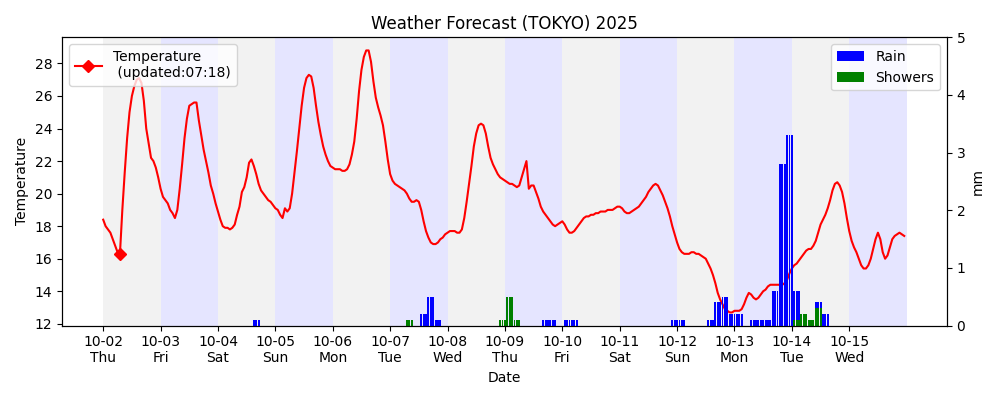 Weather Forecast (TOKYO) 2025
Temperature
(updated:07:18)
Rain
Showers
Temperature
28
26
24
22
20
18
16
14
12
5
4
3
2
1
0
mm
10-02 10-03 10-04 10-05 10-06 10-07 10-08 10-09 10-10 10-11 10-12 10-13 10-14 10-15
Thu Fri Sat Sun Mon Tue Wed Thu Fri Sat Sun Mon Tue Wed
Date